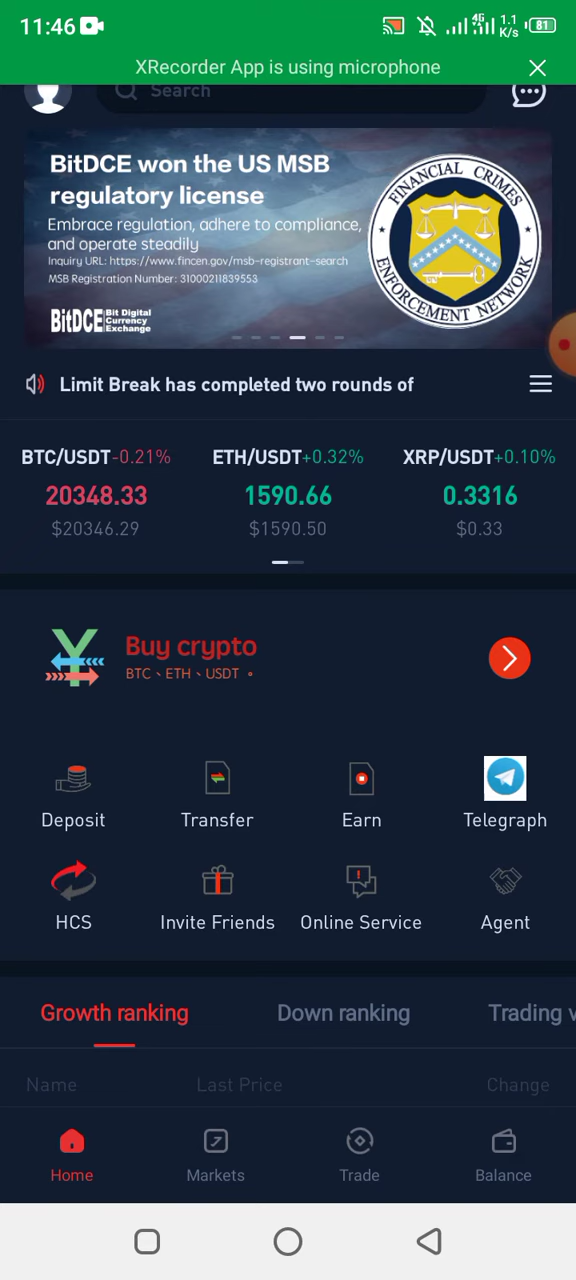 11:46
4G
1.1
K/s
81
XRecorder App is using microphone
Search
BitDCE won the US MSB
regulatory license
Embrace regulation, adhere to compliance,
and operate steadily
Inquiry URL: https://www.fincen.gov/msb-registrant-search
MSB Registration Number: 31000211839553
BitDCE Bit Digital
Currency
Exchange
FINANCIAL CRIMES
ENFORCEMENT NETWORK
Limit Break has completed two rounds of
BTC/USDT-0.21% ETH/USDT+0.32% XRP/USDT+0.10%
20348.33 1590.66 0.3316
$20346.29 $1590.50 $0.33
Buy crypto
BTC、ETH、USDT 。
Deposit Transfer Earn Telegraph
HCS Invite Friends Online Service Agent
Growth ranking Down ranking Trading v
Name Last Price Change
Home Markets Trade Balance